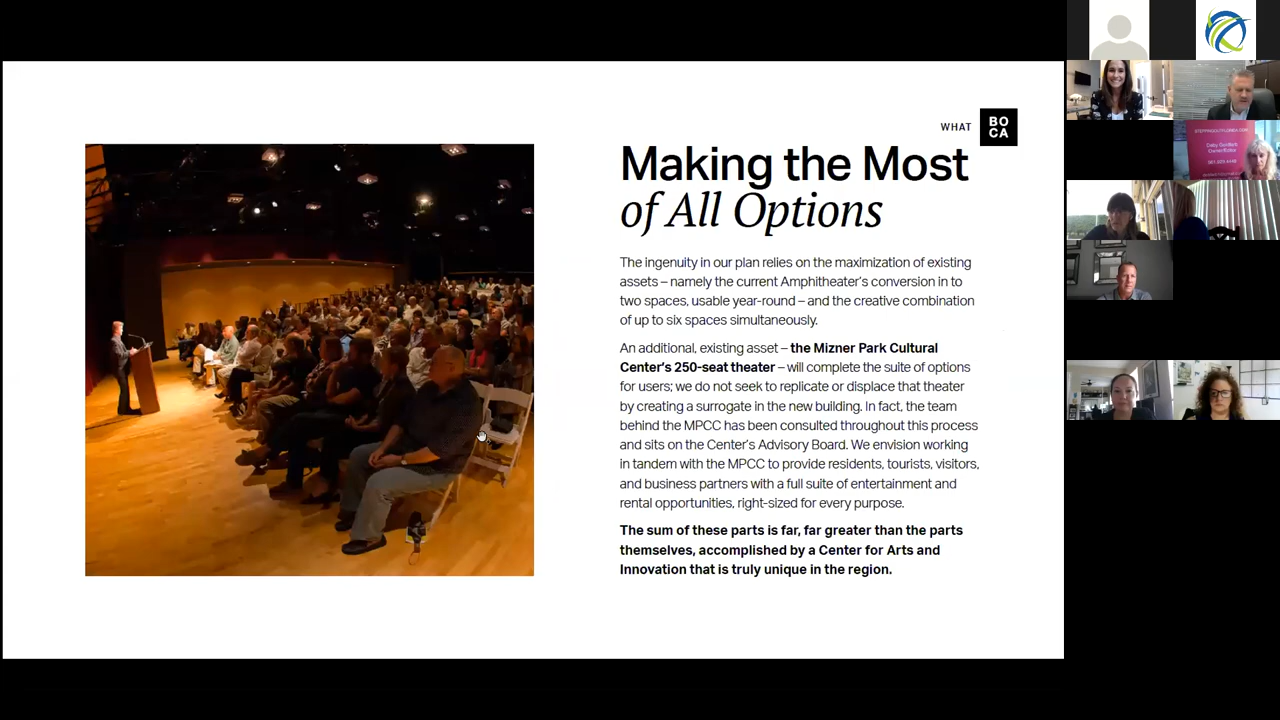 WHAT
BO
CA
Making the Most
of All Options
The ingenuity in our plan relies on the maximization of existing
assets – namely the current Amphitheater's conversion in to
two spaces, usable year-round – and the creative combination
of up to six spaces simultaneously.
An additional, existing asset – the Mizner Park Cultural
Center's 250-seat theater – will complete the suite of options
for users; we do not seek to replicate or displace that theater
by creating a surrogate in the new building. In fact, the team
behind the MPCC has been consulted throughout this process
and sits on the Center's Advisory Board. We envision working
in tandem with the MPCC to provide residents, tourists, visitors,
and business partners with a full suite of entertainment and
rental opportunities, right-sized for every purpose.
The sum of these parts is far, far greater than the parts
themselves, accomplished by a Center for Arts and
Innovation that is truly unique in the region.